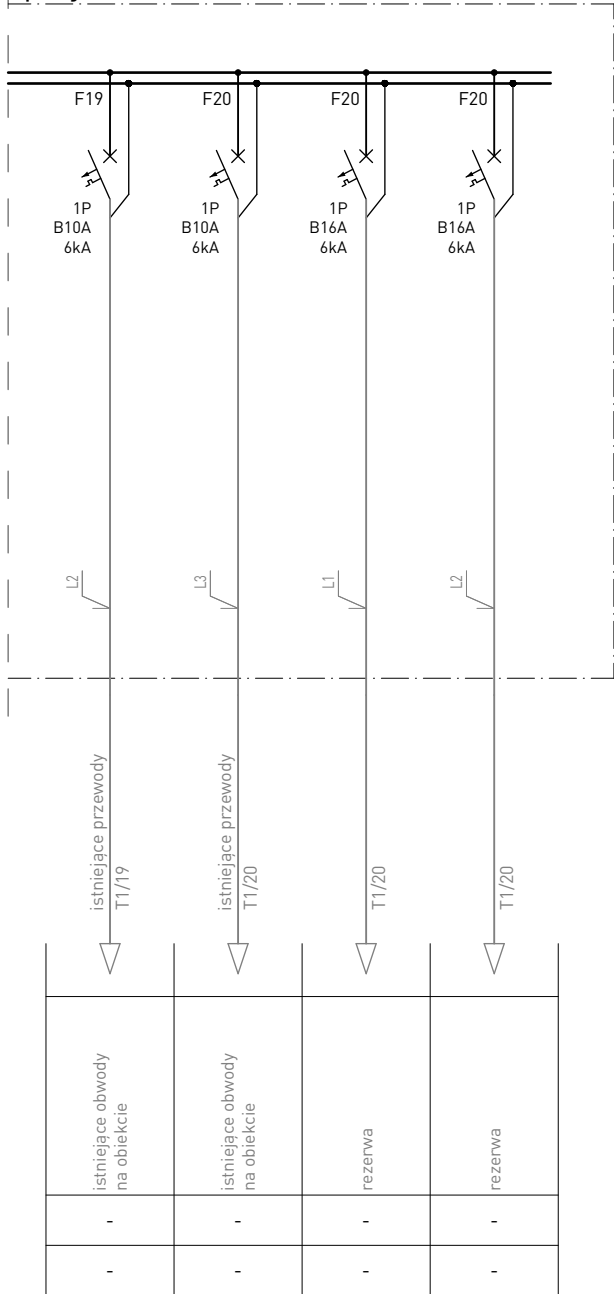 F19
F20
F20
F20
1P
B10A
6kA
1P
B10A
6kA
1P
B16A
6kA
1P
B16A
6kA
L2
L3
L1
L2
istniejące przewody
T1/19
istniejące przewody
T1/20
T1/20
T1/20
istniejące obwody
na obiekcie
istniejące obwody
na obiekcie
rezerwa
rezerwa
- - - -
- - - -